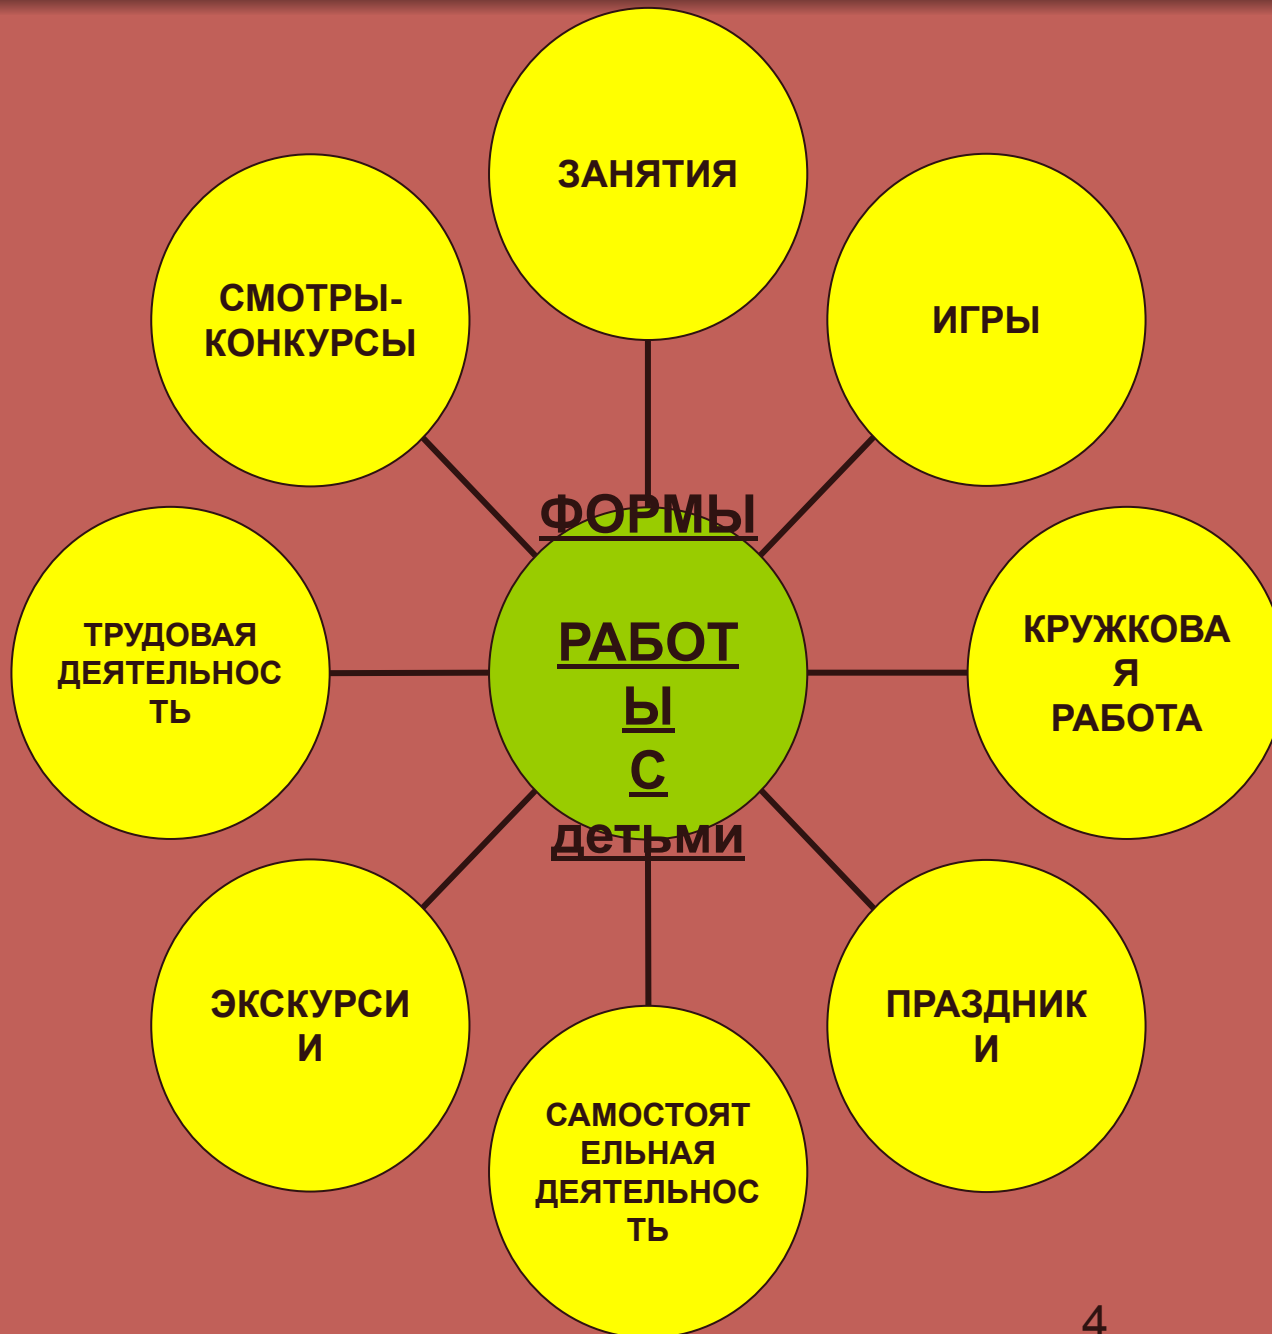 ЗАНЯТИЯ
СМОТРЫ-
КОНКУРСЫ
ИГРЫ
ФОРМЫ
РАБОТ
Ы
С
детьми
ТРУДОВАЯ
ДЕЯТЕЛЬНОС
ТЬ
КРУЖКОВА
Я
РАБОТА
ЭКСКУРСИ
И
ПРАЗДНИК
И
САМОСТОЯТ
ЕЛЬНАЯ
ДЕЯТЕЛЬНОС
ТЬ
4